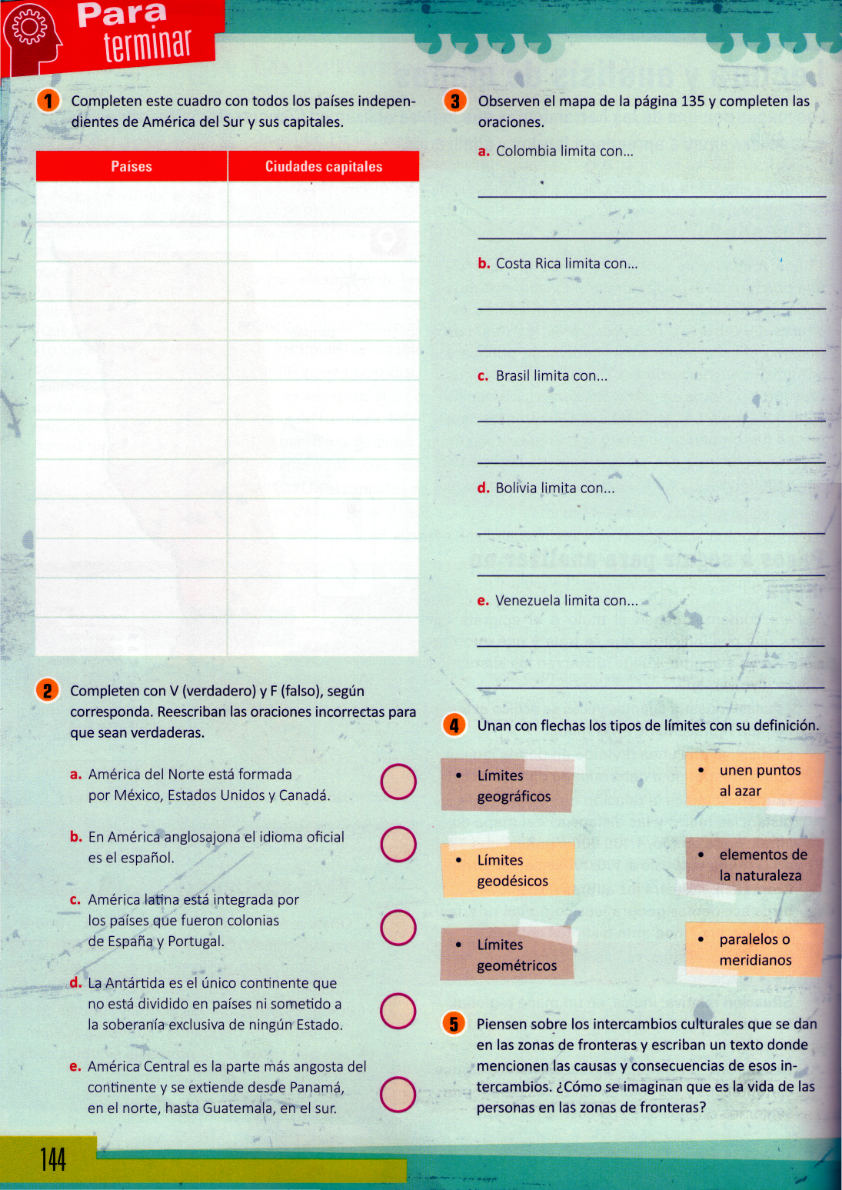 Para
terminar
1 Completen este cuadro con todos los países indepen-
dientes de América del Sur y sus capitales.
Países Ciudades capitales
2 Completen con V (verdadero) y F (falso), según
corresponda. Reescriban las oraciones incorrectas para
que sean verdaderas.
a. América del Norte está formada
por México, Estados Unidos y Canadá.
b. En América anglosajona el idioma oficial
es el español.
c. América latina está integrada por
los países que fueron colonias
de España y Portugal.
d. La Antártida es el único continente que
no está dividido en países ni sometido a
la soberanía exclusiva de ningún Estado.
e. América Central es la parte más angosta del
continente y se extiende desde Panamá,
en el norte, hasta Guatemala, en el sur.
3 Observen el mapa de la página 135 y completen las
oraciones.
a. Colombia limita con...
b. Costa Rica limita con...
c. Brasil limita con...
d. Bolivia limita con...
e. Venezuela limita con...
4 Unan con flechas los tipos de límites con su definición.
• Límites
geográficos
• Límites
geodésicos
• Límites
geométricos
• unen puntos
al azar
• elementos de
la naturaleza
• paralelos o
meridianos
5 Piensen sobre los intercambios culturales que se dan
en las zonas de fronteras y escriban un texto donde
mencionen las causas y consecuencias de esos in-
tercambios. ¿Cómo se imaginan que es la vida de las
personas en las zonas de fronteras?
144